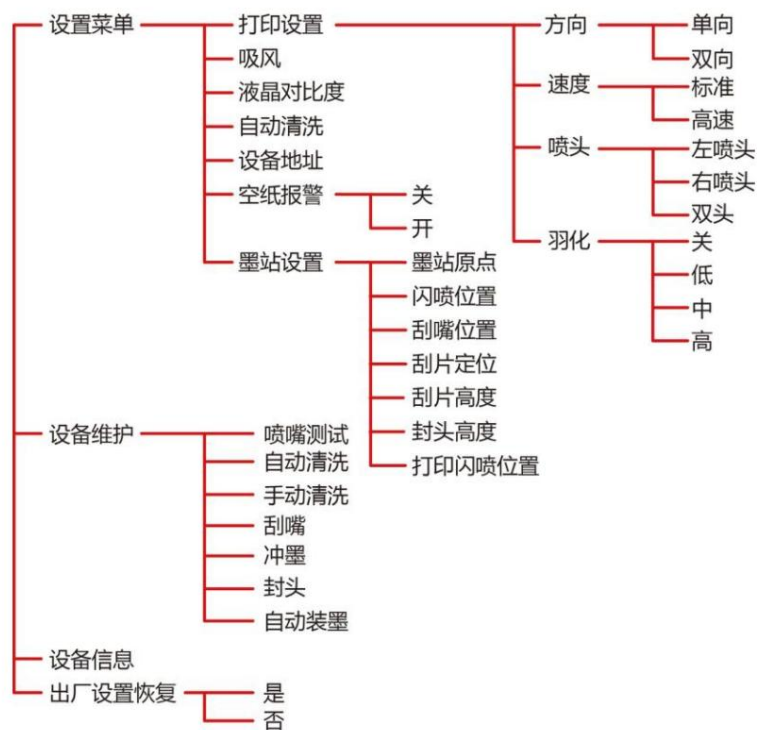 设置菜单 打印设置 方向 单向
双向
吸风
液晶对比度 速度 标准
高速
自动清洗
设备地址 喷头 左喷头
右喷头
空纸报警 关 双头
开
墨站设置 墨站原点 羽化 关
闪喷位置 低
刮嘴位置 中
高
刮片定位
刮片高度
设备维护 喷嘴测试 封头高度
自动清洗 打印闪喷位置
手动清洗
刮嘴
冲墨
封头
自动装墨
设备信息
出厂设置恢复 是
否